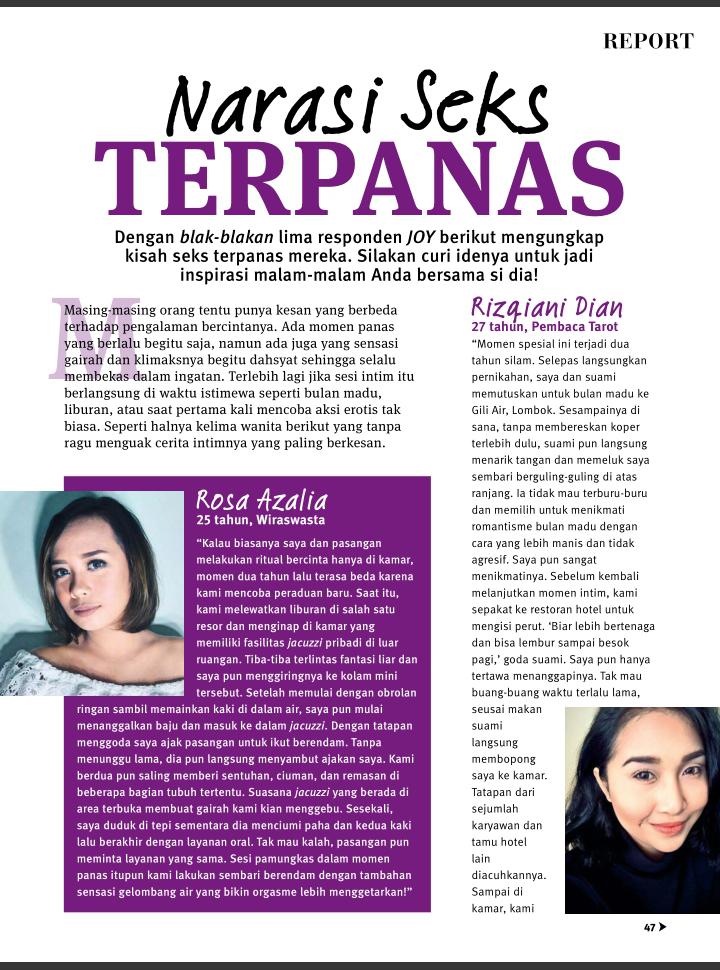 REPORT
Narasi Seks
TERPANAS
Dengan blak-blakan lima responden JOY berikut mengungkap
kisah seks terpanas mereka. Silakan curi idenya untuk jadi
inspirasi malam-malam Anda bersama si dia!
M
Masing-masing orang tentu punya kesan yang berbeda
terhadap pengalaman bercintanya. Ada momen panas
yang berlalu begitu saja, namun ada juga yang sensasi
gairah dan klimaksnya begitu dahsyat sehingga selalu
membekas dalam ingatan. Terlebih lagi jika sesi intim itu
berlangsung di waktu istimewa seperti bulan madu,
liburan, atau saat pertama kali mencoba aksi erotis tak
biasa. Seperti halnya kelima wanita berikut yang tanpa
ragu menguak cerita intimnya yang paling berkesan.
Rosa Azalia
25 tahun, Wiraswasta
“Kalau biasanya saya dan pasangan
melakukan ritual bercinta hanya di kamar,
momen dua tahun lalu terasa beda karena
kami mencoba peraduan baru. Saat itu,
kami melewatkan liburan di salah satu
resor dan menginap di kamar yang
memiliki fasilitas jacuzzi pribadi di luar
ruangan. Tiba-tiba terlintas fantasi liar dan
saya pun menggiringnya ke kolam mini
tersebut. Setelah memulai dengan obrolan
ringan sambil memainkan kaki di dalam air, saya pun mulai
menanggalkan baju dan masuk ke dalam jacuzzi. Dengan tatapan
menggoda saya ajak pasangan untuk ikut berendam. Tanpa
menunggu lama, dia pun langsung menyambut ajakan saya. Kami
berdua pun saling memberi sentuhan, ciuman, dan remasan di
beberapa bagian tubuh tertentu. Suasana jacuzzi yang berada di
area terbuka membuat gairah kami kian menggebu. Sesekali,
saya duduk di tepi sementara dia menciumi paha dan kedua kaki
lalu berakhir dengan layanan oral. Tak mau kalah, pasangan pun
meminta layanan yang sama. Sesi pamungkas dalam momen
panas itupun kami lakukan sembari berendam dengan tambahan
sensasi gelombang air yang bikin orgasme lebih menggetarkan!”
Rizqiani Dian
27 tahun, Pembaca Tarot
“Momen spesial ini terjadi dua
tahun silam. Selepas langsungkan
pernikahan, saya dan suami
memutuskan untuk bulan madu ke
Gili Air, Lombok. Sesampainya di
sana, tanpa membereskan koper
terlebih dulu, suami pun langsung
menarik tangan dan memeluk saya
sembari berguling-guling di atas
ranjang. Ia tidak mau terburu-buru
dan memilih untuk menikmati
romantisme bulan madu dengan
cara yang lebih manis dan tidak
agresif. Saya pun sangat
menikmatinya. Sebelum kembali
melanjutkan momen intim, kami
sepakat ke restoran hotel untuk
mengisi perut. ‘Biar lebih bertenaga
dan bisa lembur sampai besok
pagi,’ goda suami. Saya pun hanya
tertawa menanggapinya. Tak mau
buang-buang waktu terlalu lama,
seusai makan
suami
langsung
membopong
saya ke kamar.
Tatapan dari
sejumlah
karyawan dan
tamu hotel
lain
diacuhkannya.
Sampai di
kamar, kami
47